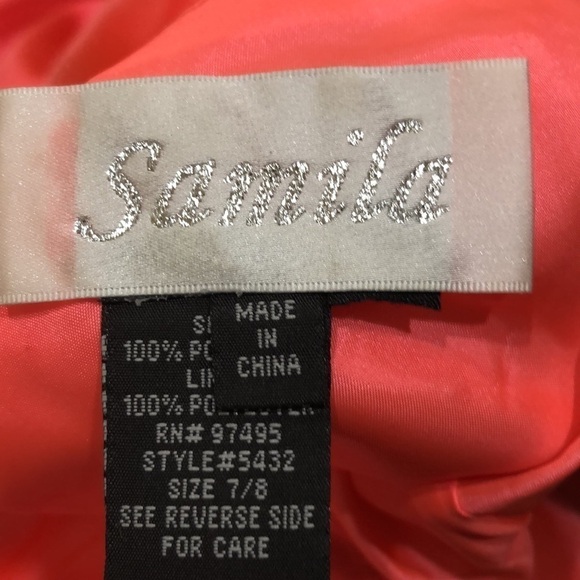 Samila
MADE
IN
CHINA
100%
100%
RN# 97495
STYLE#5432
SIZE 7/8
SEE REVERSE SIDE
FOR CARE